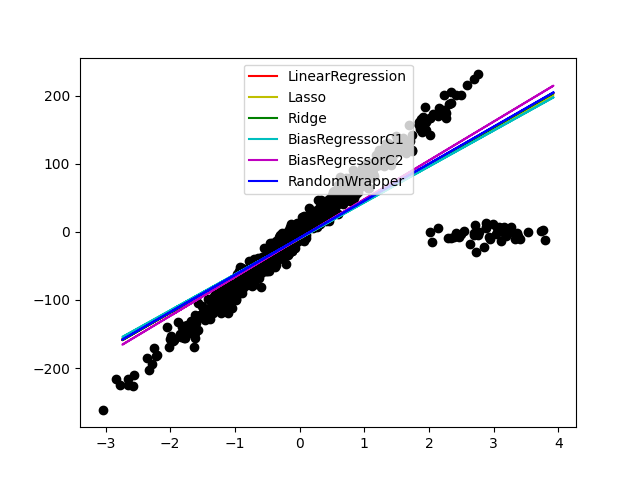 LinearRegression
Lasso
Ridge
BiasRegressorC1
BiasRegressorC2
RandomWrapper
200
100
0
−100
−200
−3 −2 −1 0 1 2 3 4